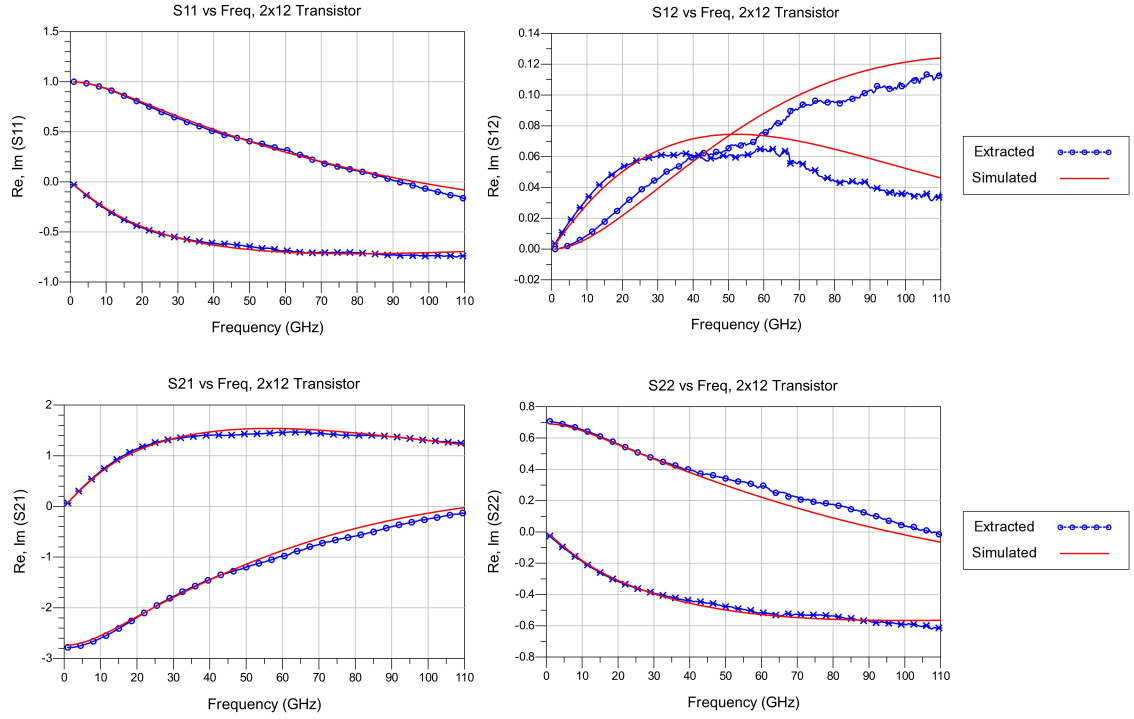 S11 vs Freq, 2x12 Transistor
1.5
1.0
0.5
0.0
-0.5
-1.0
Re, Im (S11)
0 10 20 30 40 50 60 70 80 90 100 110
Frequency (GHz)
S12 vs Freq, 2x12 Transistor
0.14
0.12
0.10
0.08
0.06
0.04
0.02
0.00
-0.02
Re, Im (S12)
0 10 20 30 40 50 60 70 80 90 100 110
Frequency (GHz)
Extracted
Simulated
S21 vs Freq, 2x12 Transistor
2
1
0
-1
-2
-3
Re, Im (S21)
0 10 20 30 40 50 60 70 80 90 100 110
Frequency (GHz)
S22 vs Freq, 2x12 Transistor
0.8
0.6
0.4
0.2
0.0
-0.2
-0.4
-0.6
-0.8
Re, Im (S22)
0 10 20 30 40 50 60 70 80 90 100 110
Frequency (GHz)
Extracted
Simulated